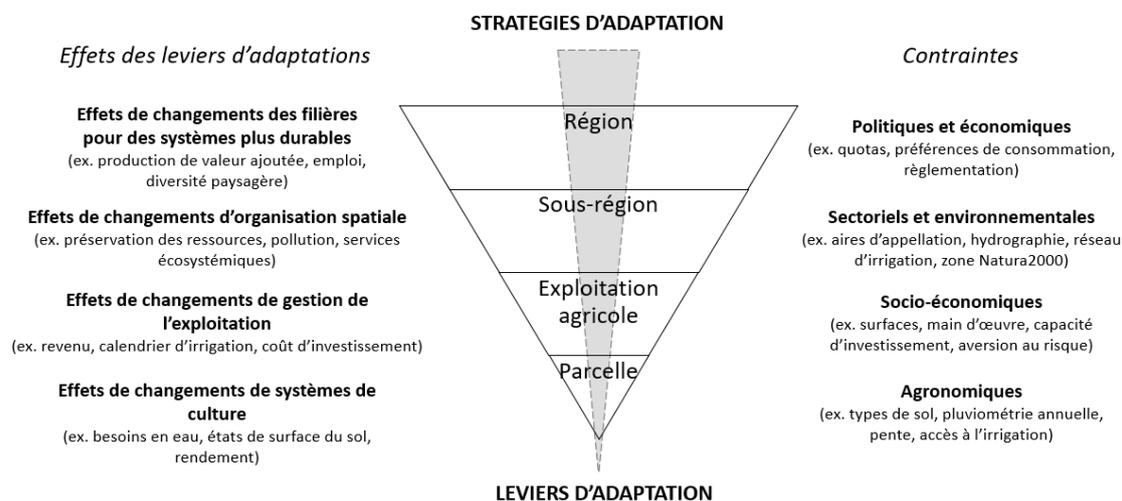 STRATEGIES D’ADAPTATION
Effets des leviers d’adaptations
Effets de changements des filières
pour des systèmes plus durables
(ex. production de valeur ajoutée, emploi,
diversité paysagère)
Effets de changements d’organisation spatiale
(ex. préservation des ressources, pollution, services
écosystémiques)
Effets de changements de gestion de
l’exploitation
(ex. revenu, calendrier d’irrigation, coût d’investissement)
Effets de changements de systèmes de
culture
(ex. besoins en eau, états de surface du sol,
rendement)
Région
Sous-région
Exploitation
agricole
Parcelle
Contraintes
Politiques et économiques
(ex. quotas, préférences de consommation,
règlementation)
Sectoriels et environnementales
(ex. aires d’appellation, hydrographie, réseau
d’irrigation, zone Natura2000)
Socio-économiques
(ex. surfaces, main d’œuvre, capacité
d’investissement, aversion au risque)
Agronomiques
(ex. types de sol, pluviométrie annuelle,
pente, accès à l’irrigation)
LEVIERS D’ADAPTATION